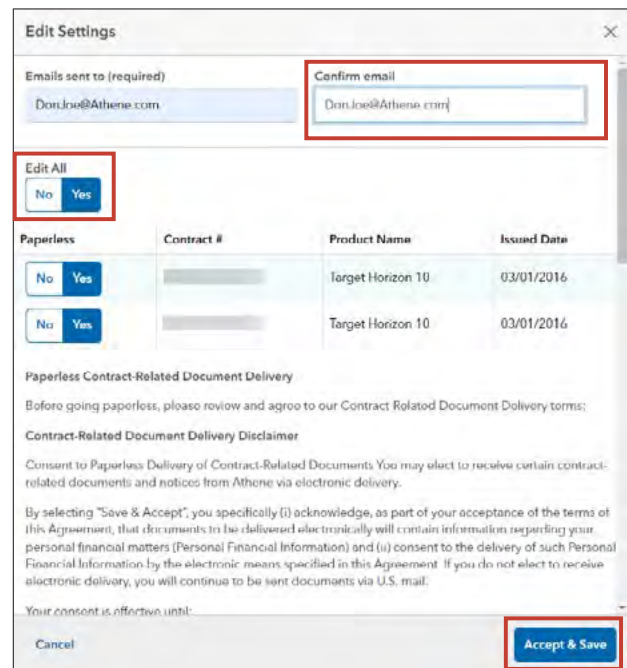 Edit Settings
Emails sent to (required) Confirm email
DonJoe@Athene.com DonJoe@Athene.com
Edit All
No Yes
Paperless Contract # Product Name Issued Date
No Yes Target Horizon 10 03/01/2016
No Yes Target Horizon 10 03/01/2016
Paperless Contract-Related Document Delivery
Before going paperless, please review and agree to our Contract Related Document Delivery terms:
Contract-Related Document Delivery Disclaimer
Consent to Paperless Delivery of Contract-Related Documents You may elect to receive certain contract-
related documents and notices from Athene via electronic delivery.
By selecting "Save & Accept", you specifically (i) acknowledge, as part of your acceptance of the terms of
this Agreement, that documents to be delivered electronically will contain information regarding your
personal financial matters (Personal Financial Information) and (ii) consent to the delivery of such Personal
Financial Information by the electronic means specified in this Agreement. If you do not elect to receive
electronic delivery, you will continue to be sent documents via U.S. mail.
Your consent is effective until:
Cancel Accept & Save